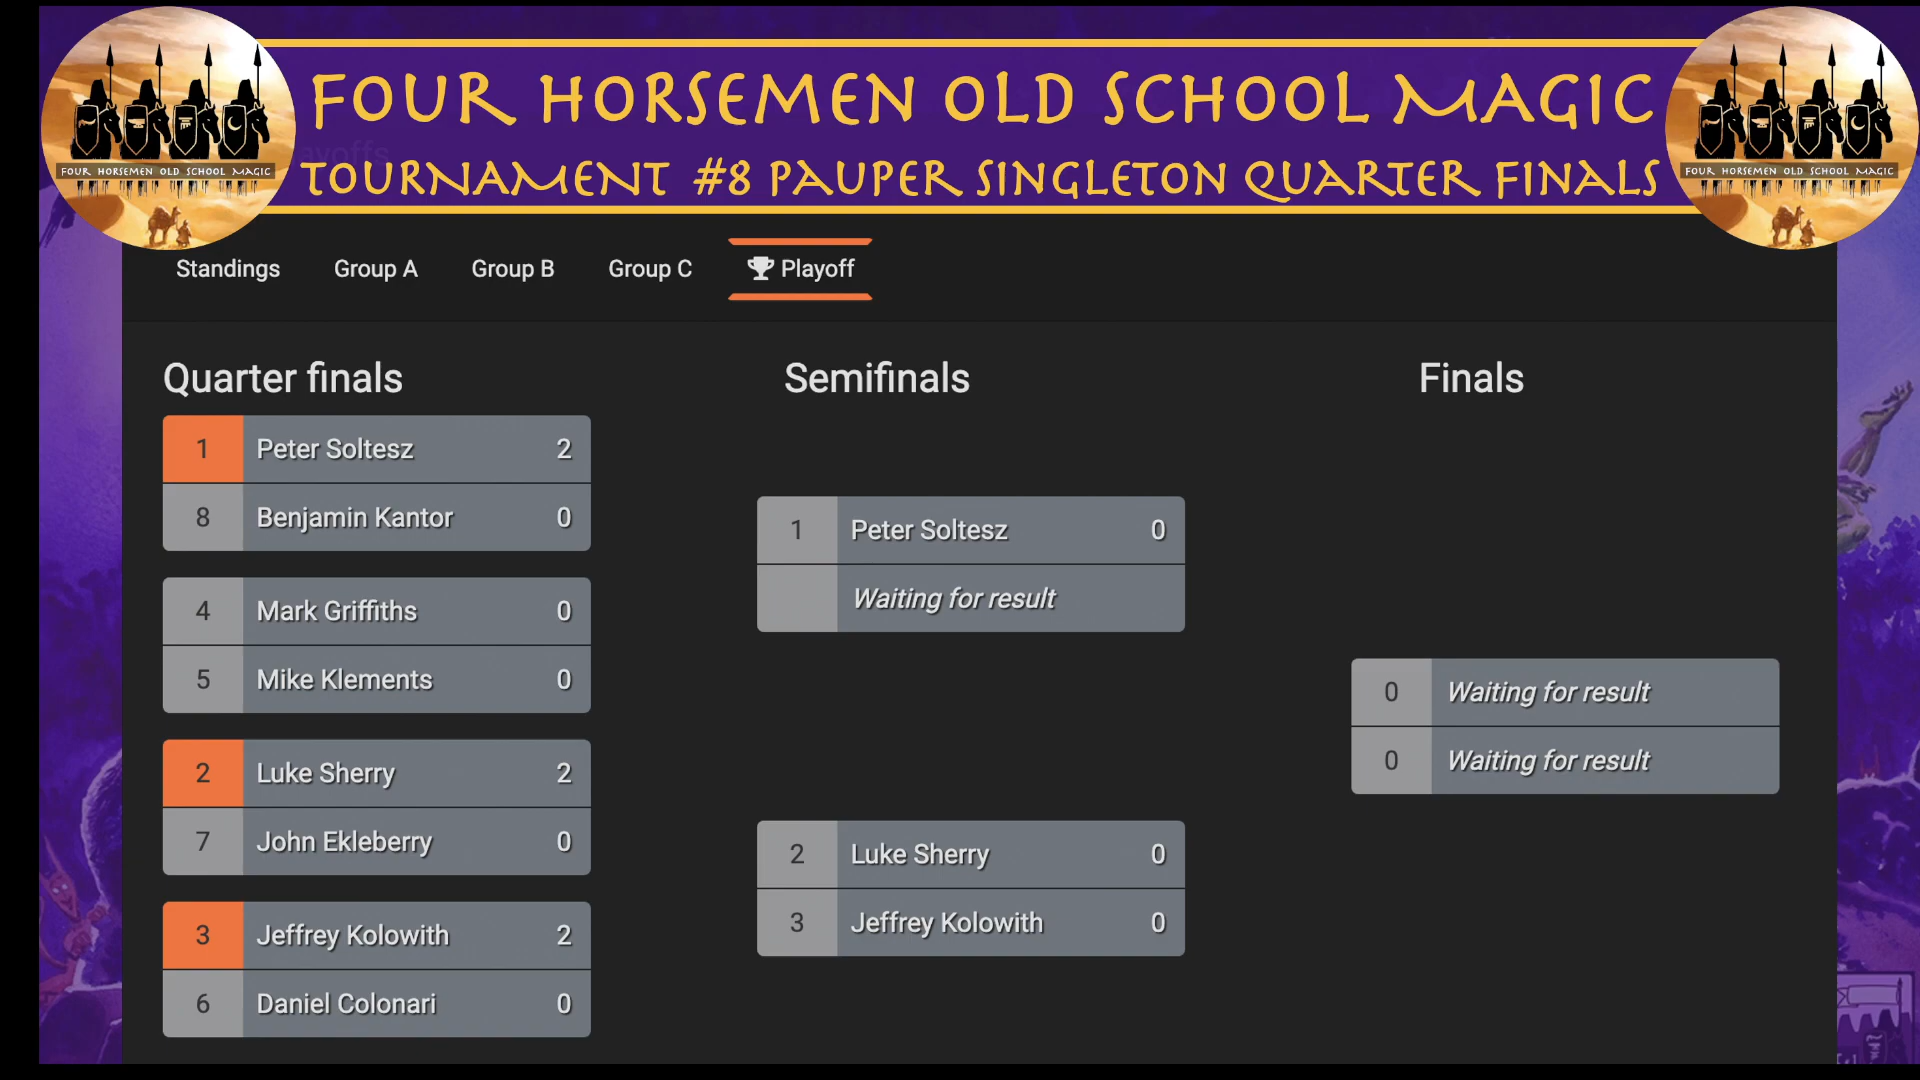 FOUR HORSEMEN OLD SCHOOL MAGIC
TOURNAMENT #8 PAUPER SINGLETON QUARTER FINALS
FOUR HORSEMEN OLD SCHOOL MAGIC
FOUR HORSEMEN OLD SCHOOL MAGIC
Standings Group A Group B Group C Playoff
Quarter finals
1 Peter Soltesz 2
8 Benjamin Kantor 0
4 Mark Griffiths 0
5 Mike Klements 0
2 Luke Sherry 2
7 John Ekleberry 0
3 Jeffrey Kolowith 2
6 Daniel Colonari 0
Semifinals
1 Peter Soltesz 0
Waiting for result
2 Luke Sherry 0
3 Jeffrey Kolowith 0
Finals
0 Waiting for result
0 Waiting for result